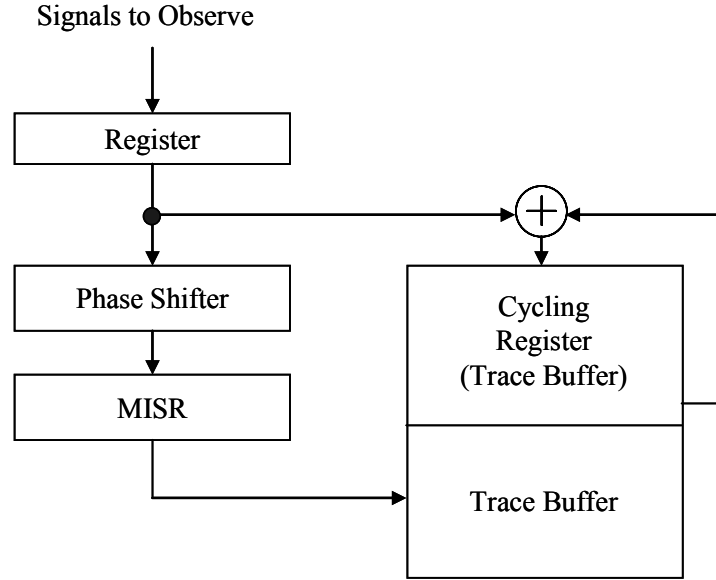 Signals to Observe
Register
Phase Shifter
Cycling
Register
(Trace Buffer)
MISR
Trace Buffer